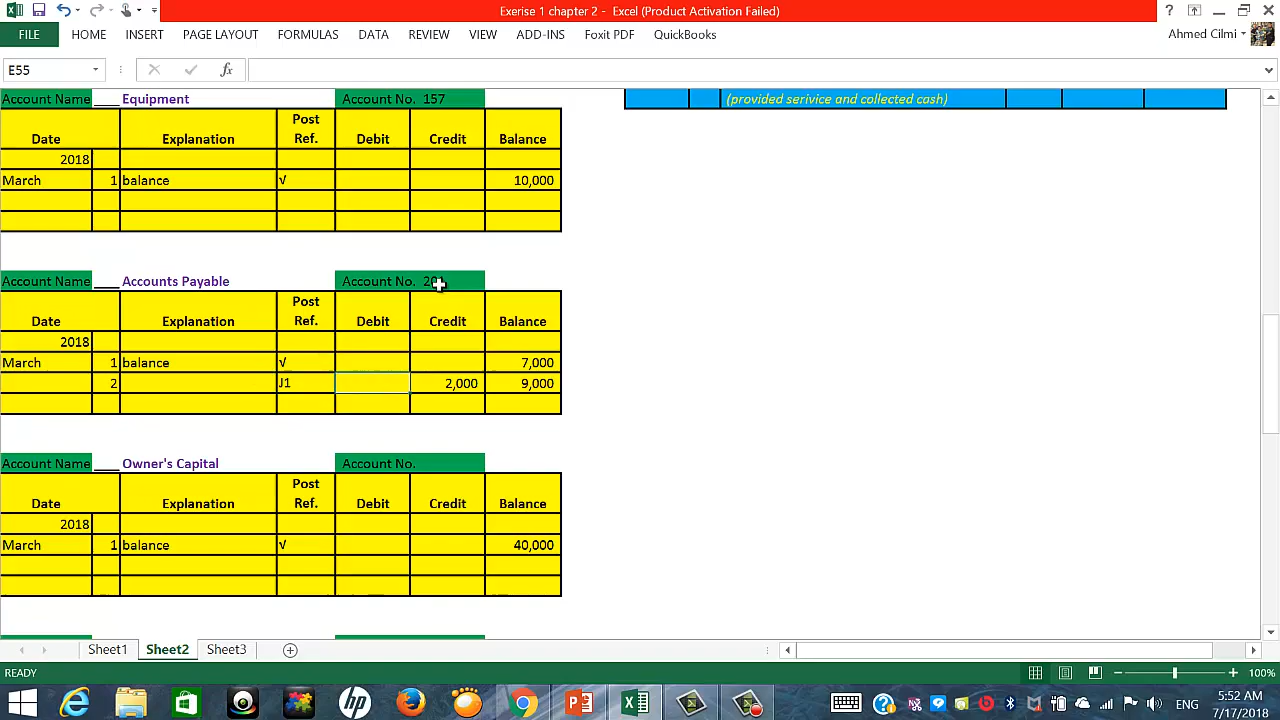 Exerise 1 chapter 2 - Excel (Product Activation Failed)
FILE HOME INSERT PAGE LAYOUT FORMULAS DATA REVIEW VIEW ADD-INS Foxit PDF QuickBooks Ahmed Cilmi
E55 fx
Account Name ____ Equipment Account No. 157
(provided serivice and collected cash)
Date Explanation Post Ref. Debit Credit Balance
2018
March 1 balance √ 10,000
Account Name ____ Accounts Payable Account No.
Date Explanation Post Ref. Debit Credit Balance
2018
March 1 balance √ 7,000
2 J1 2,000 9,000
Account Name ____ Owner's Capital Account No.
Date Explanation Post Ref. Debit Credit Balance
2018
March 1 balance √ 40,000
Sheet1 Sheet2 Sheet3
READY 100%
5:52 AM
ENG
7/17/2018